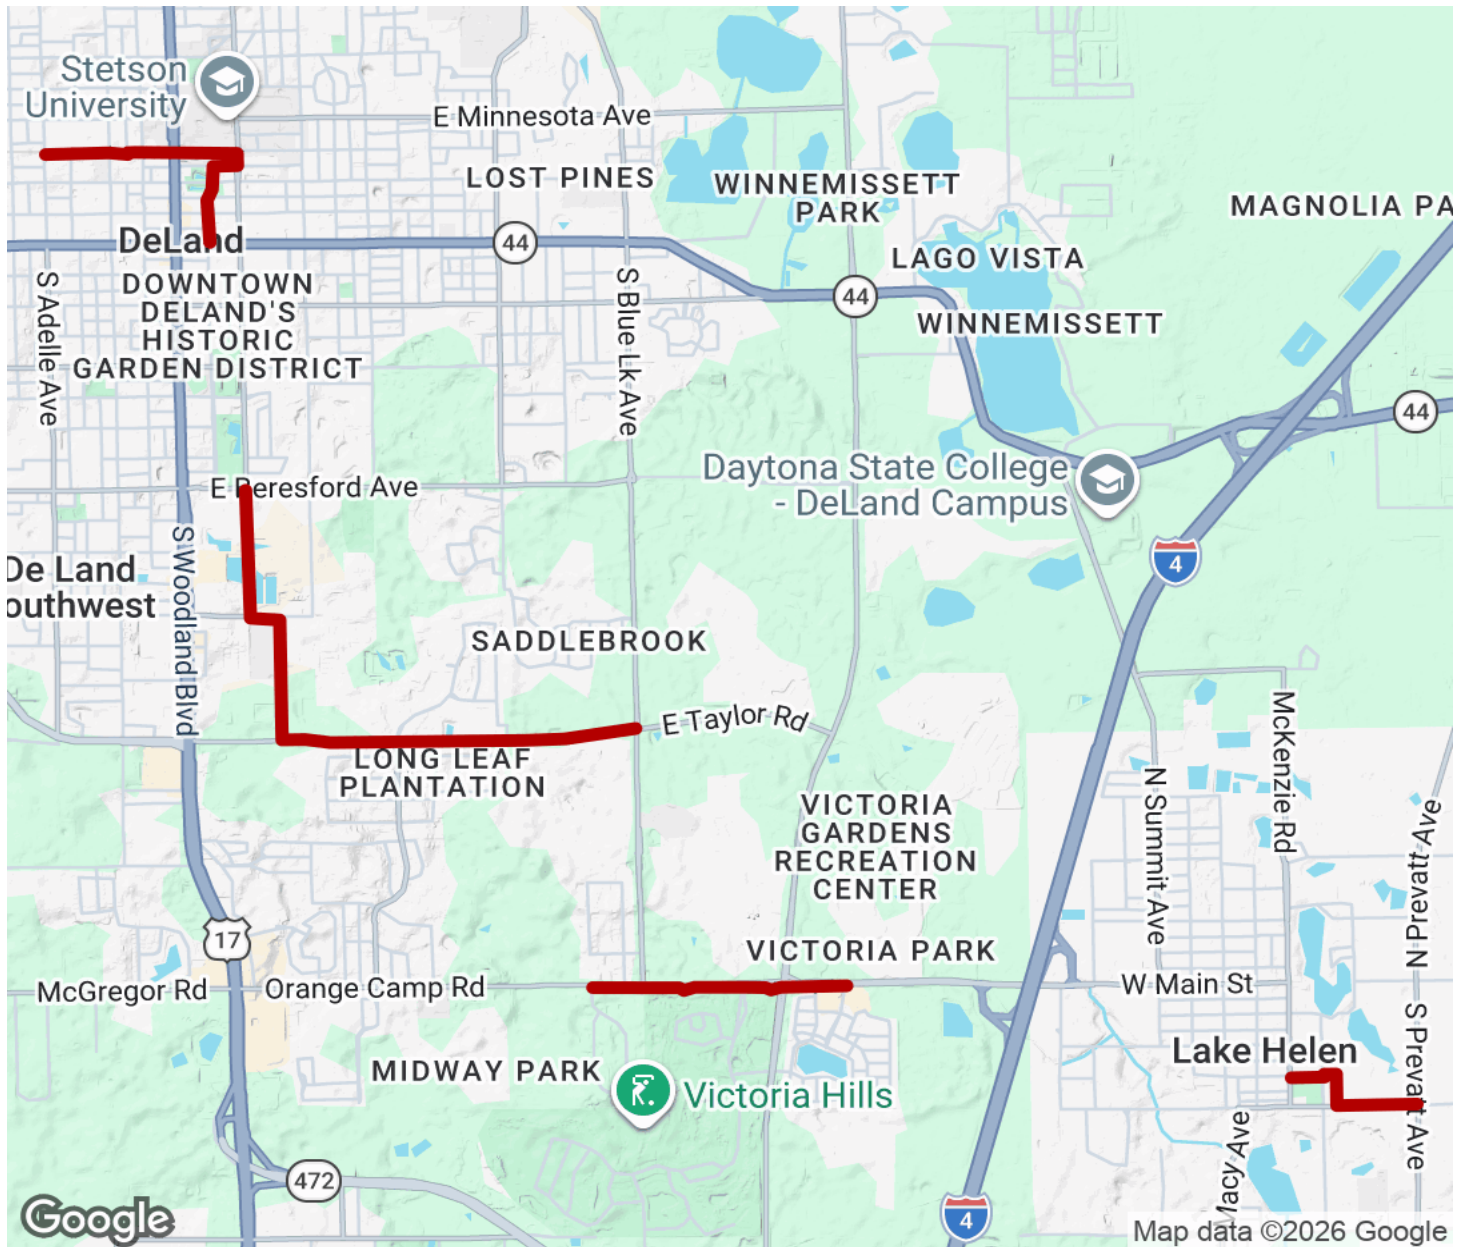 Stetson
University
E Minnesota Ave
LOST PINES
WINNEMISSETT
PARK
MAGNOLIA PA
DeLand
44
LAGO VISTA
S Adelle Ave
DOWNTOWN
DELAND'S
HISTORIC
GARDEN DISTRICT
S Blue Lk Ave
44
WINNEMISSETT
44
Daytona State College
- DeLand Campus
E Beresford Ave
S Woodland Blvd
4
De Land
outhwest
SADDLEBROOK
E Taylor Rd
McKenzie Rd
LONG LEAF
PLANTATION
N Summit Ave
VICTORIA
GARDENS
RECREATION
CENTER
N Prevatt Ave
17
VICTORIA PARK
McGregor Rd
Orange Camp Rd
W Main St
S Prevatt Ave
Lake Helen
MIDWAY PARK
Victoria Hills
Macy Ave
472
4
Google
Map data ©2026 Google